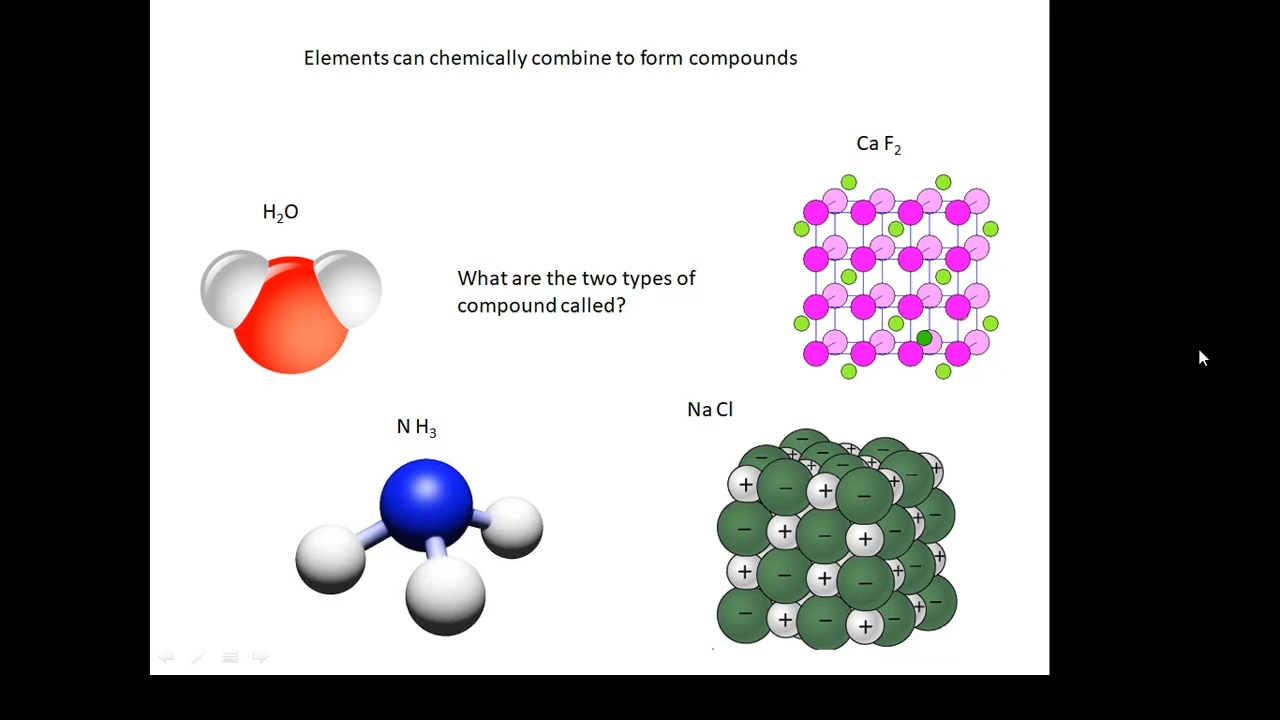 Elements can chemically combine to form compounds
Ca F₂
H₂O
What are the two types of
compound called?
Na Cl
N H₃